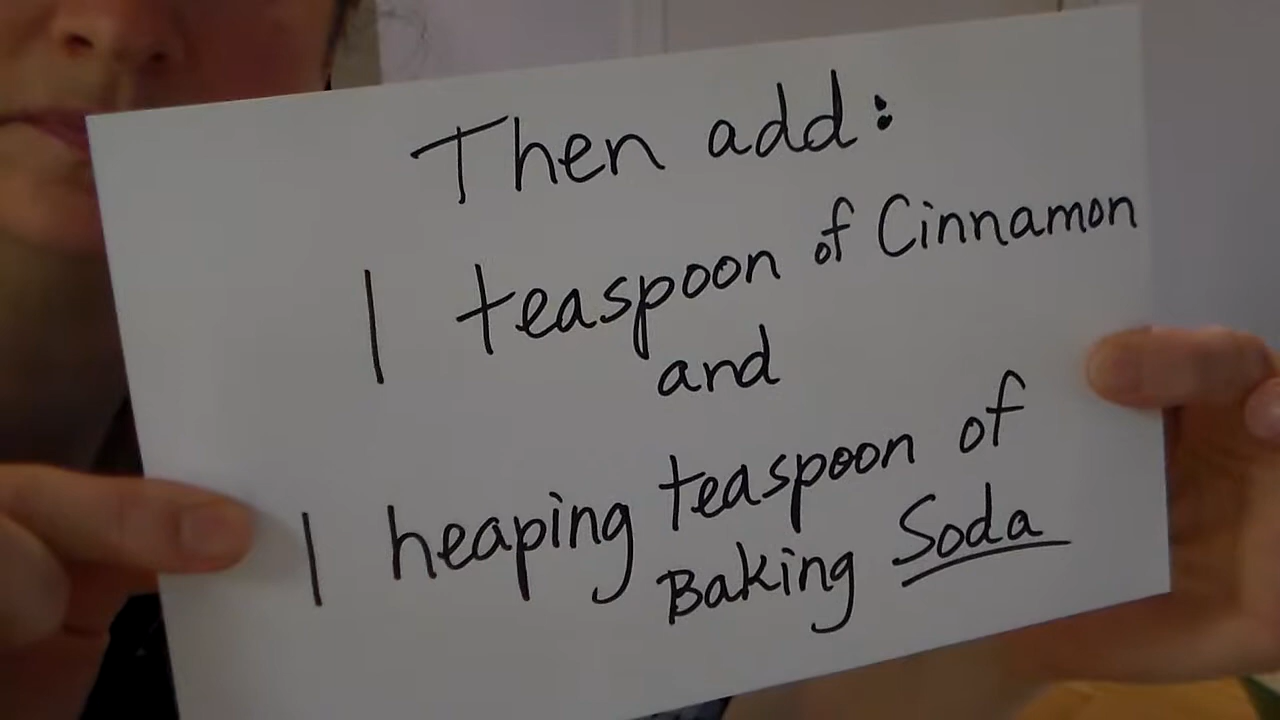 Then add:
1 teaspoon of Cinnamon
and
1 heaping teaspoon of
Baking Soda